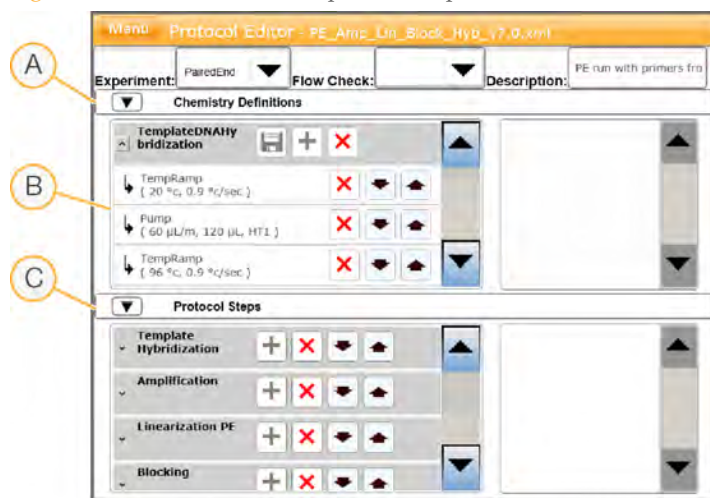 Menu Protocol Editor - PE_Amp_Lin_Block_Hyb_v7.0.xml
A
Experiment: PairedEnd Flow Check: Description: PE run with primers fro
Chemistry Definitions
TemplateDNAHy
bridization
B
TempRamp
( 20 °c, 0.9 °c/sec )
Pump
( 60 µL/m, 120 µL, HT1 )
TempRamp
( 96 °c, 0.9 °c/sec )
C
Protocol Steps
Template
Hybridization
Amplification
Linearization PE
Blocking